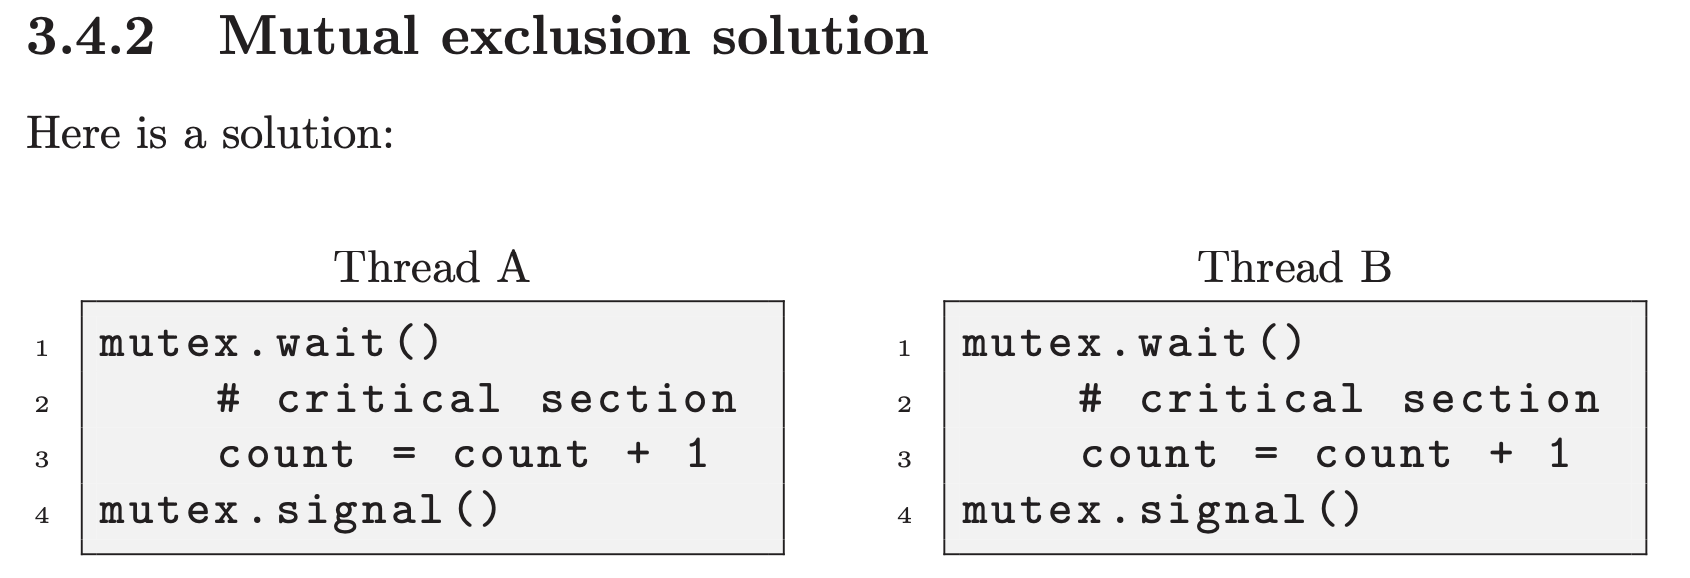 3.4.2 Mutual exclusion solution
Here is a solution:
Thread A
1 mutex.wait()
2     # critical section
3     count = count + 1
4 mutex.signal()
Thread B
1 mutex.wait()
2     # critical section
3     count = count + 1
4 mutex.signal()